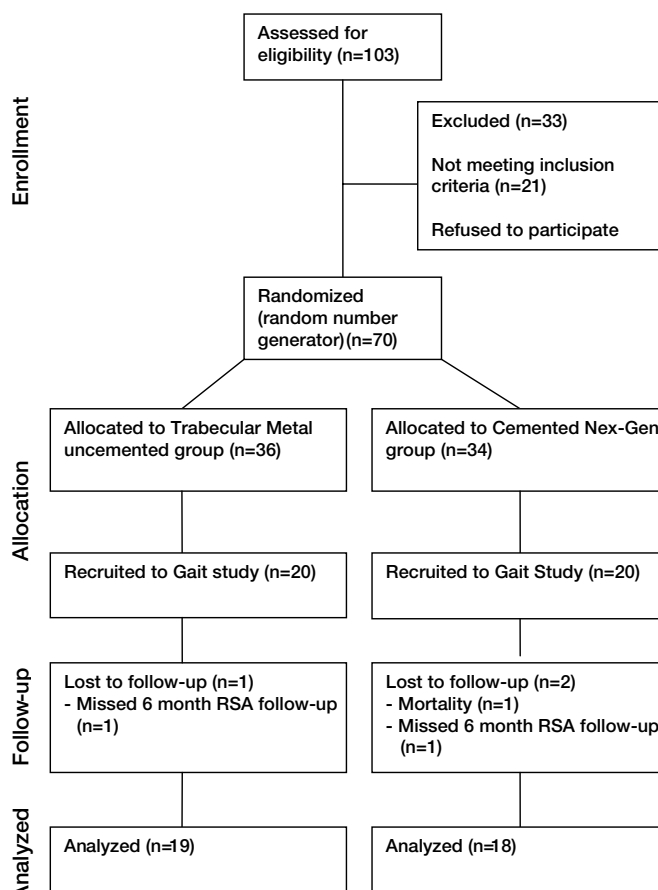 Enrollment
Assessed for
eligibility (n=103)
Excluded (n=33)
Not meeting inclusion
criteria (n=21)
Refused to participate
Randomized
(random number
generator)(n=70)
Allocation
Allocated to Trabecular Metal
uncemented group (n=36)
Allocated to Cemented Nex-Gen
group (n=34)
Recruited to Gait study (n=20)
Recruited to Gait Study (n=20)
Follow-up
Lost to follow-up (n=1)
- Missed 6 month RSA follow-up
(n=1)
Lost to follow-up (n=2)
- Mortality (n=1)
- Missed 6 month RSA follow-up
(n=1)
Analyzed
Analyzed (n=19)
Analyzed (n=18)